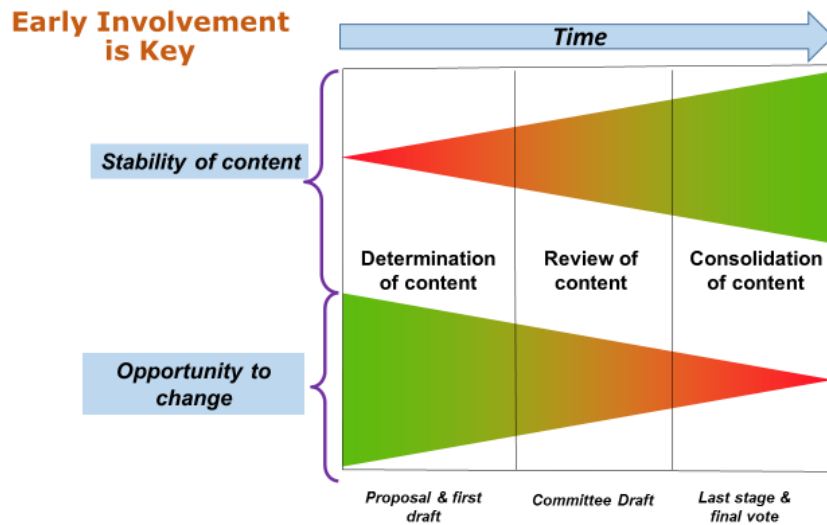 Early Involvement
is Key
Time
Stability of content
Determination
of content
Review of
content
Consolidation
of content
Opportunity to
change
Proposal & first
draft
Committee Draft
Last stage &
final vote